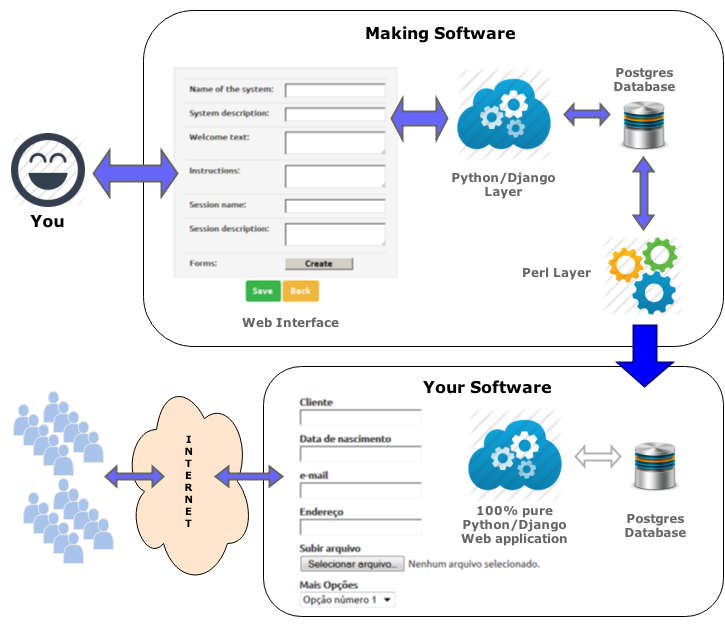 Making Software
Name of the system:
System description:
Welcome text:
Instructions:
Session name:
Session description:
Forms: Create
Save Back
Web Interface
Python/Django
Layer
Postgres
Database
Perl Layer
You
Your Software
INTERNET
Cliente
Data de nascimento
e-mail
Endereço
Subir arquivo
Selecionar arquivo... Nenhum arquivo selecionado.
Mais Opções
Opção número 1
100% pure
Python/Django
Web application
Postgres
Database